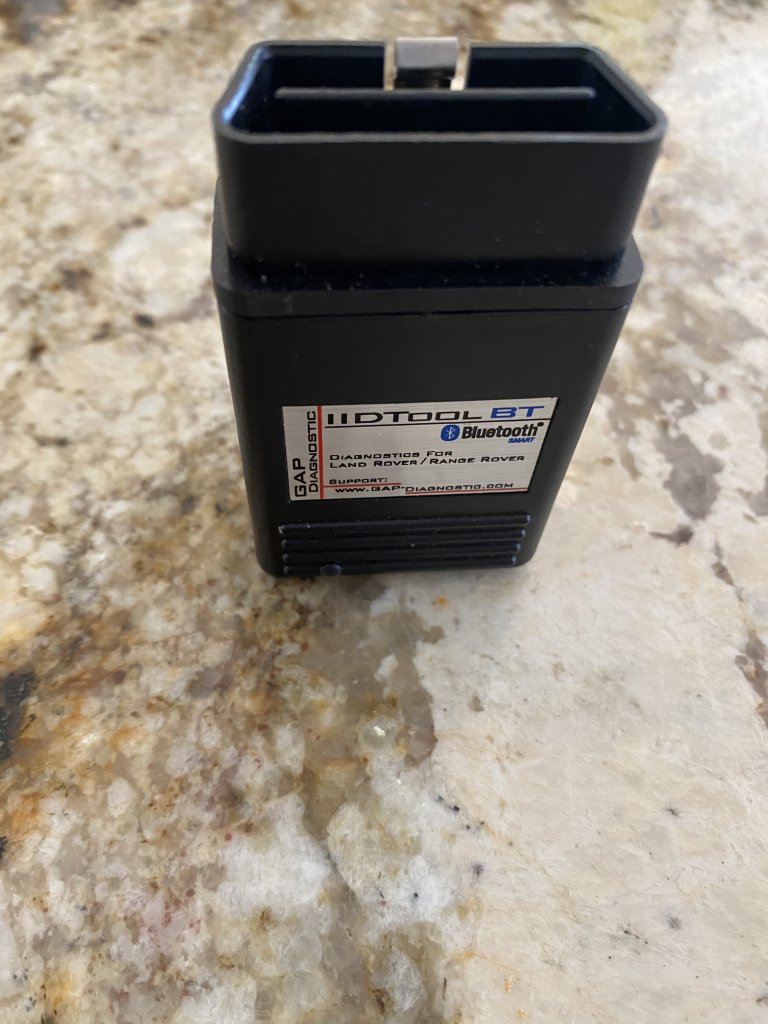 GAP
DIAGNOSTIC
IIDTOOL BT
Bluetooth®
SMART
DIAGNOSTICS FOR
LAND ROVER/RANGE ROVER
SUPPORT:
WWW.GAP-DIAGNOSTIC.COM